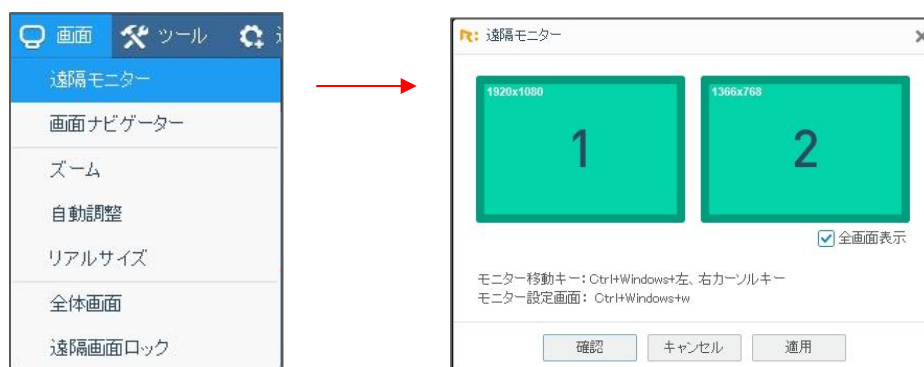 画面 ツール
遠隔モニター
画面ナビゲーター
ズーム
自動調整
リアルサイズ
全体画面
遠隔画面ロック
R: 遠隔モニター
1920x1080
1
1366x768
2
全画面表示
モニター移動キー: Ctrl+Windows+左、右カーソルキー
モニター設定画面: Ctrl+Windows+w
確認 キャンセル 適用